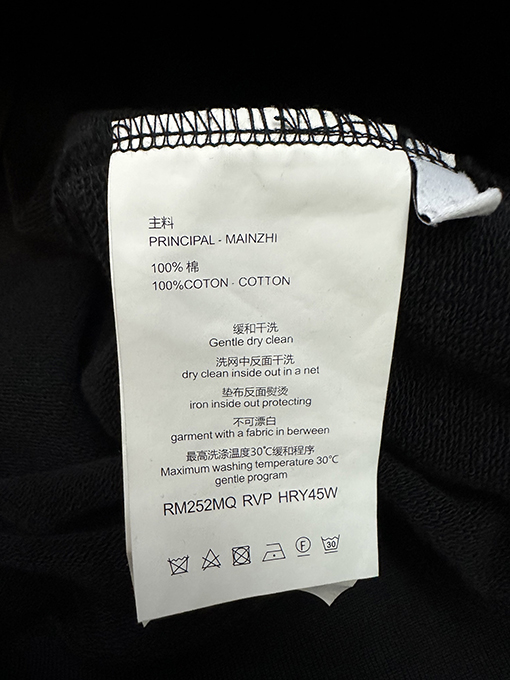 主料
PRINCIPAL - MAINZHI
100% 棉
100%COTON - COTTON
缓和干洗
Gentle dry clean
洗网中反面干洗
dry clean inside out in a net
垫布反面熨烫
iron inside out protecting
不可漂白
garment with a fabric in berween
最高洗涤温度30℃缓和程序
Maximum washing temperature 30℃
gentle program
RM252MQ RVP HRY45W
F
30